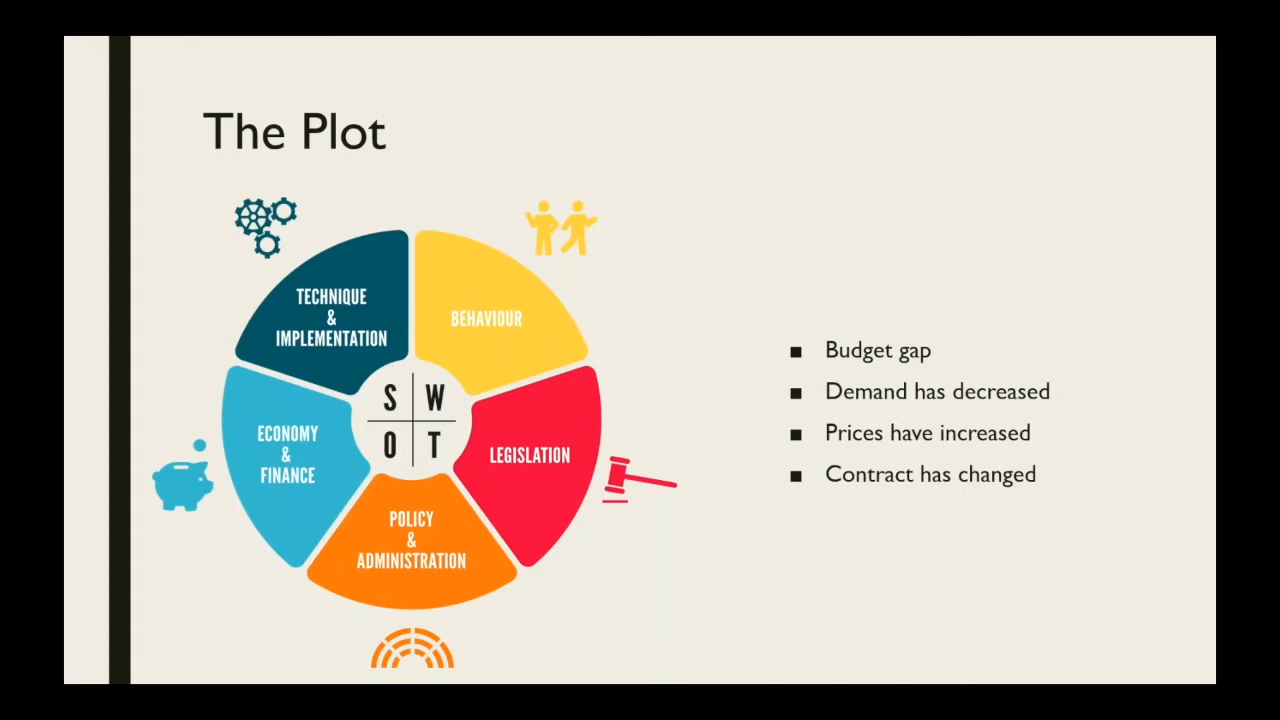 The Plot
TECHNIQUE
&
IMPLEMENTATION
BEHAVIOUR
ECONOMY
&
FINANCE
S W
O T
LEGISLATION
POLICY
&
ADMINISTRATION
Budget gap
Demand has decreased
Prices have increased
Contract has changed